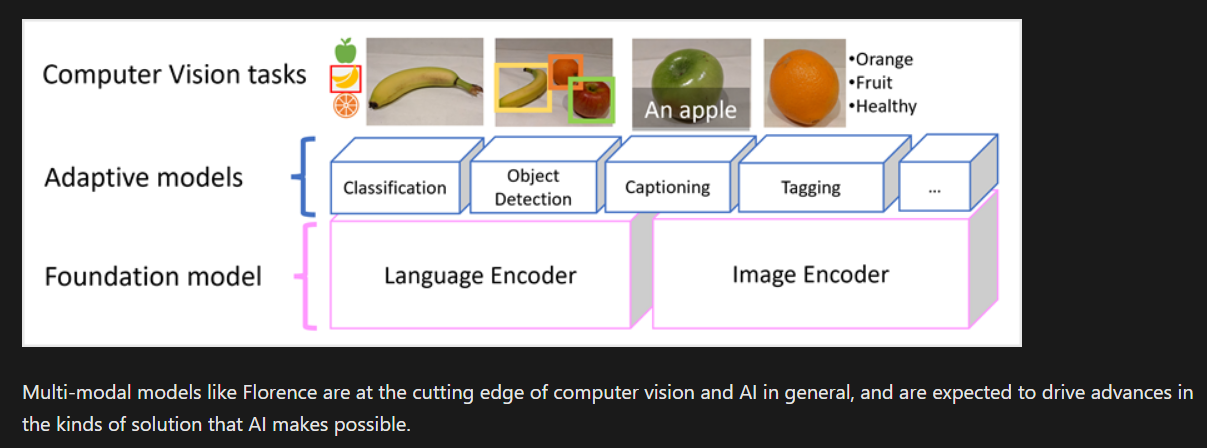 Computer Vision tasks
An apple
•Orange
•Fruit
•Healthy
Adaptive models
Classification
Object
Detection
Captioning
Tagging
...
Foundation model
Language Encoder
Image Encoder
Multi-modal models like Florence are at the cutting edge of computer vision and AI in general, and are expected to drive advances in
the kinds of solution that AI makes possible.